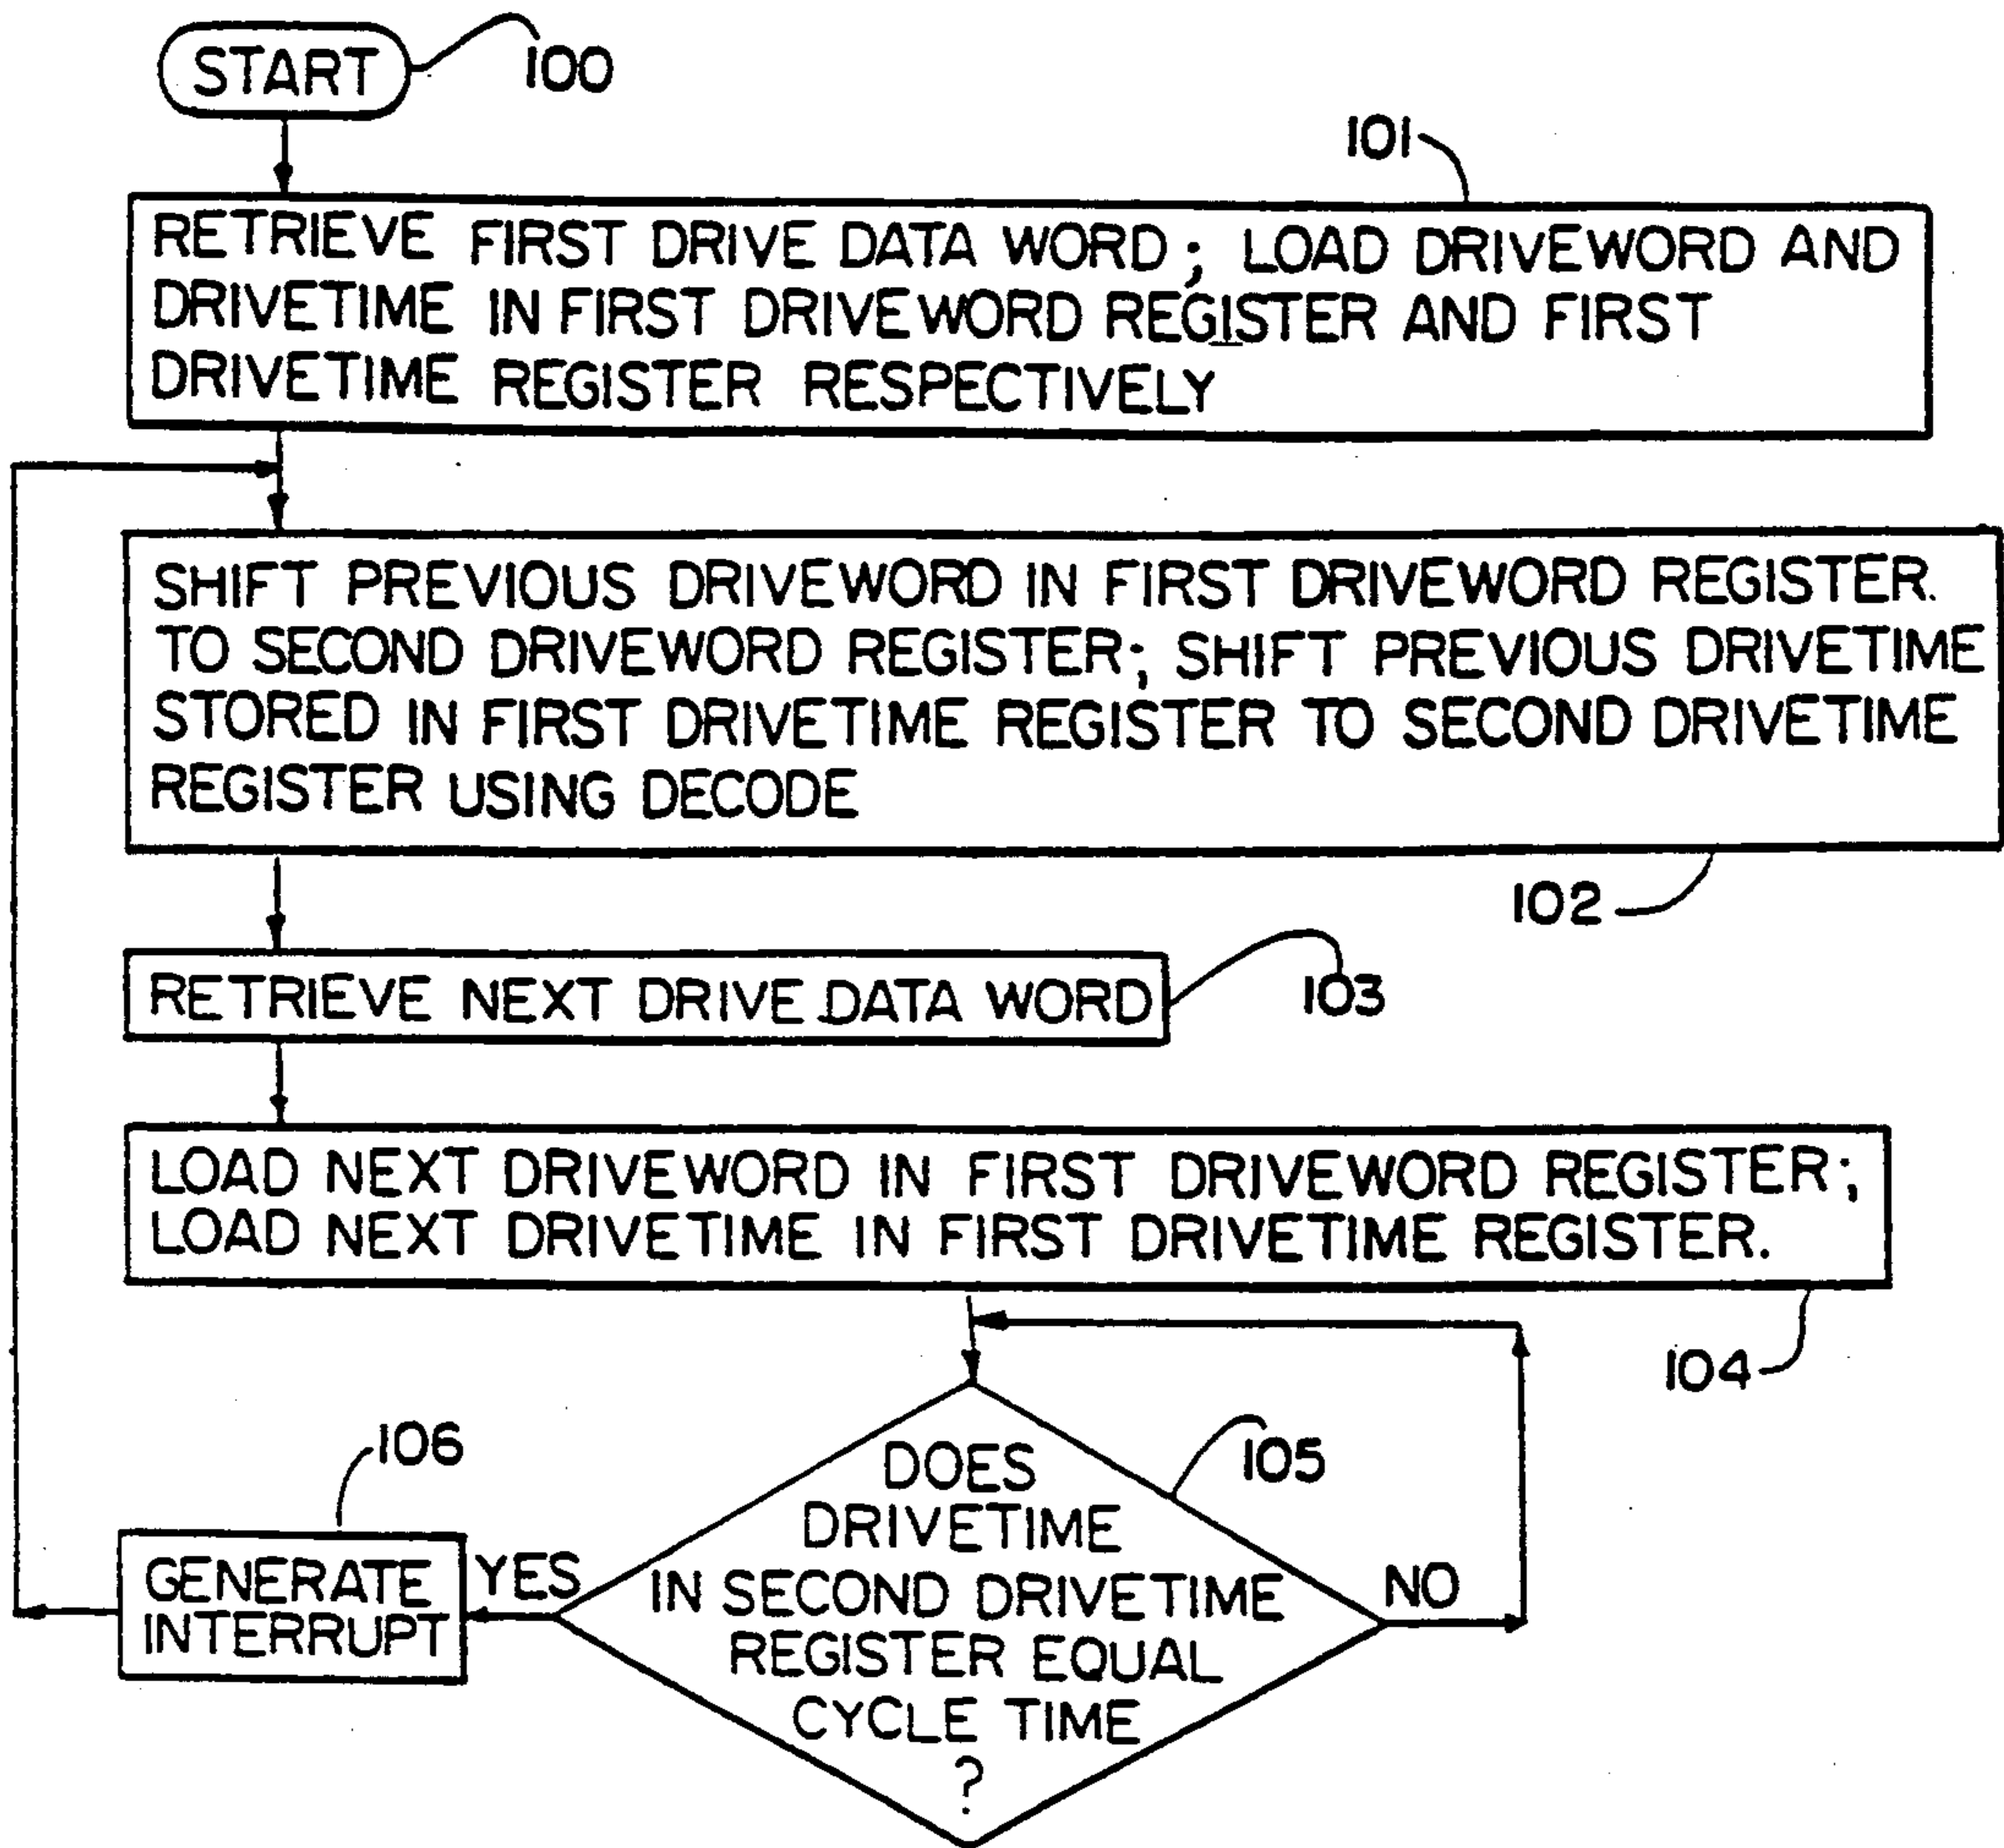 START
100
101
RETRIEVE FIRST DRIVE DATA WORD; LOAD DRIVEWORD AND
DRIVETIME IN FIRST DRIVEWORD REGISTER AND FIRST
DRIVETIME REGISTER RESPECTIVELY
SHIFT PREVIOUS DRIVEWORD IN FIRST DRIVEWORD REGISTER.
TO SECOND DRIVEWORD REGISTER; SHIFT PREVIOUS DRIVETIME
STORED IN FIRST DRIVETIME REGISTER TO SECOND DRIVETIME
REGISTER USING DECODE
102
RETRIEVE NEXT DRIVE DATA WORD
103
LOAD NEXT DRIVEWORD IN FIRST DRIVEWORD REGISTER;
LOAD NEXT DRIVETIME IN FIRST DRIVETIME REGISTER.
104
105
DOES
DRIVETIME
IN SECOND DRIVETIME
REGISTER EQUAL
CYCLE TIME
?
NO
YES
106
GENERATE
INTERRUPT